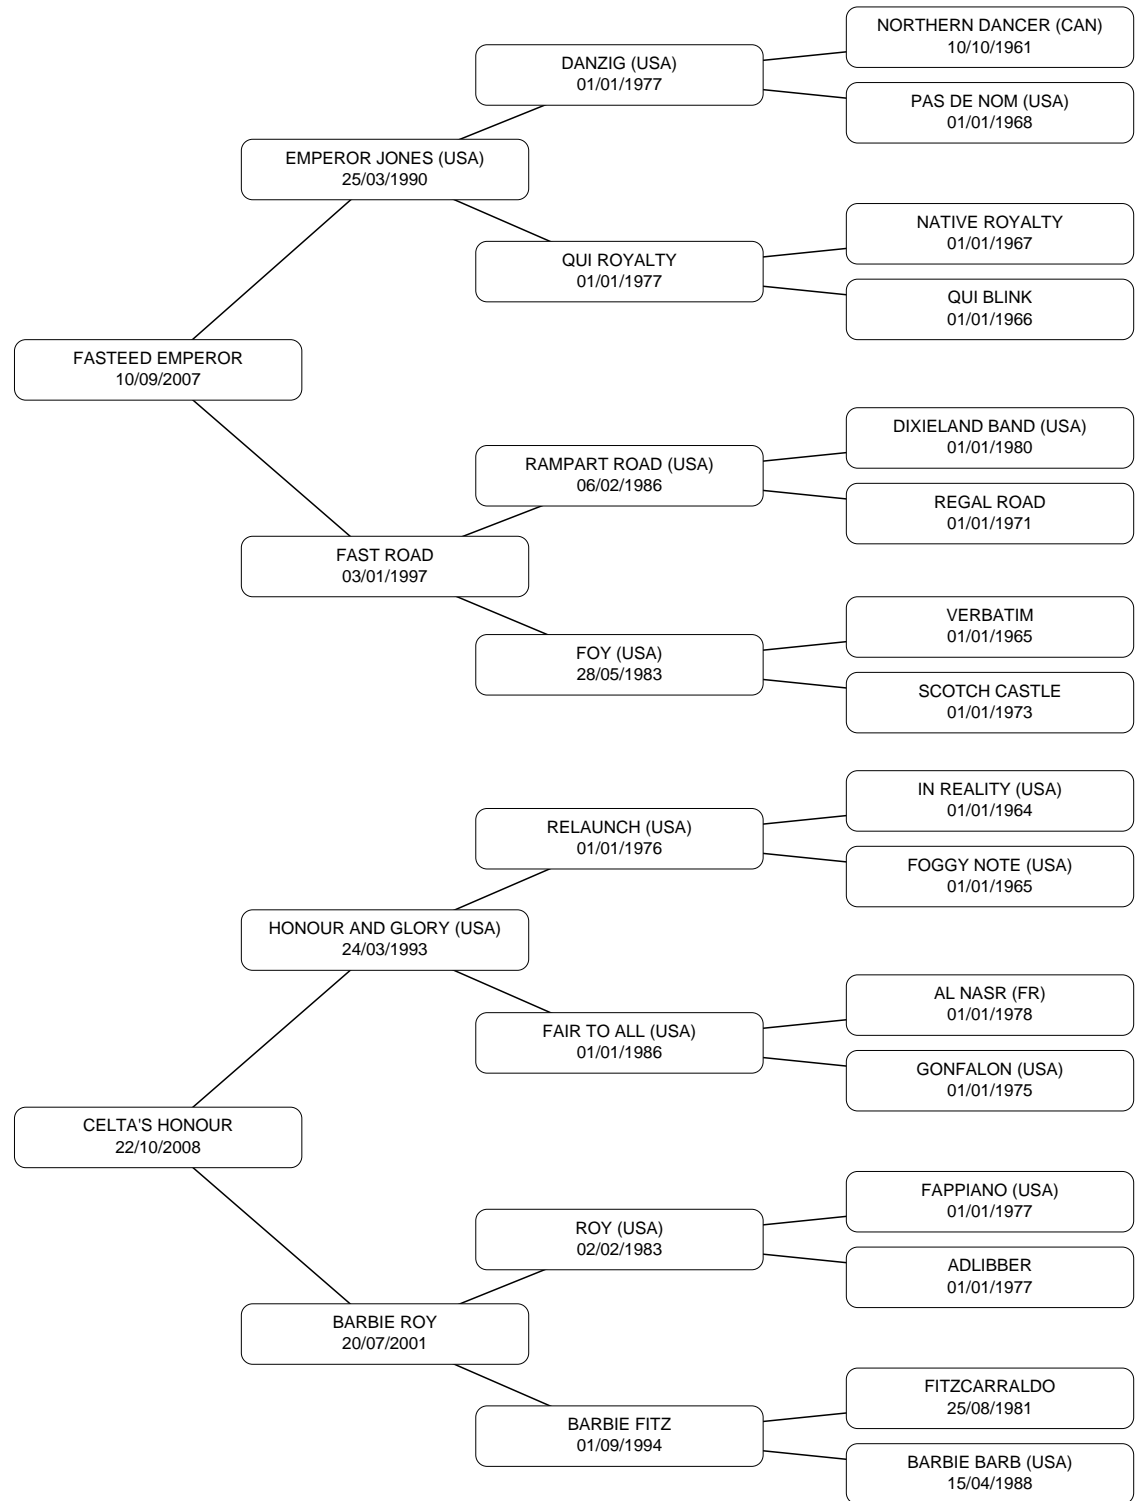 NORTHERN DANCER (CAN)
10/10/1961
DANZIG (USA)
01/01/1977
PAS DE NOM (USA)
01/01/1968
EMPEROR JONES (USA)
25/03/1990
NATIVE ROYALTY
01/01/1967
QUI ROYALTY
01/01/1977
QUI BLINK
01/01/1966
FASTEED EMPEROR
10/09/2007
DIXIELAND BAND (USA)
01/01/1980
RAMPART ROAD (USA)
06/02/1986
REGAL ROAD
01/01/1971
FAST ROAD
03/01/1997
VERBATIM
01/01/1965
FOY (USA)
28/05/1983
SCOTCH CASTLE
01/01/1973
IN REALITY (USA)
01/01/1964
RELAUNCH (USA)
01/01/1976
FOGGY NOTE (USA)
01/01/1965
HONOUR AND GLORY (USA)
24/03/1993
AL NASR (FR)
01/01/1978
FAIR TO ALL (USA)
01/01/1986
GONFALON (USA)
01/01/1975
CELTA'S HONOUR
22/10/2008
FAPPIANO (USA)
01/01/1977
ROY (USA)
02/02/1983
ADLIBBER
01/01/1977
BARBIE ROY
20/07/2001
FITZCARRALDO
25/08/1981
BARBIE FITZ
01/09/1994
BARBIE BARB (USA)
15/04/1988